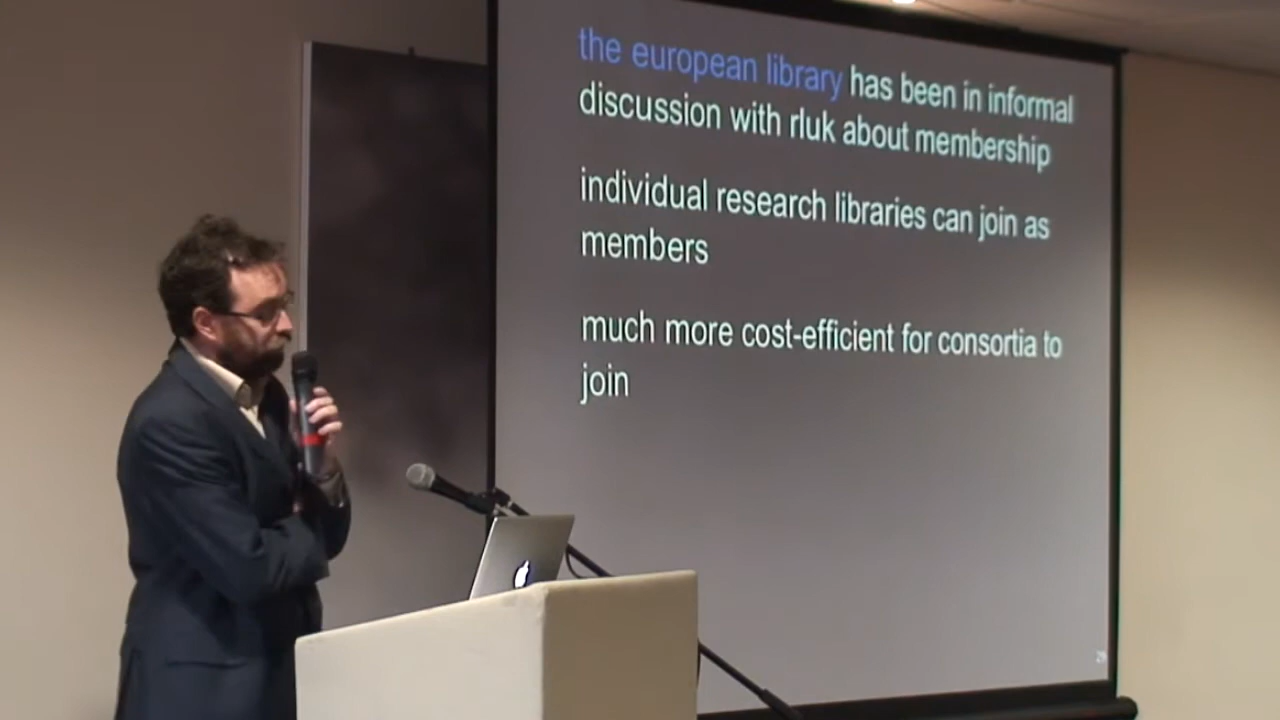 the european library has been in informal
discussion with rluk about membership
individual research libraries can join as
members
much more cost-efficient for consortia to
join